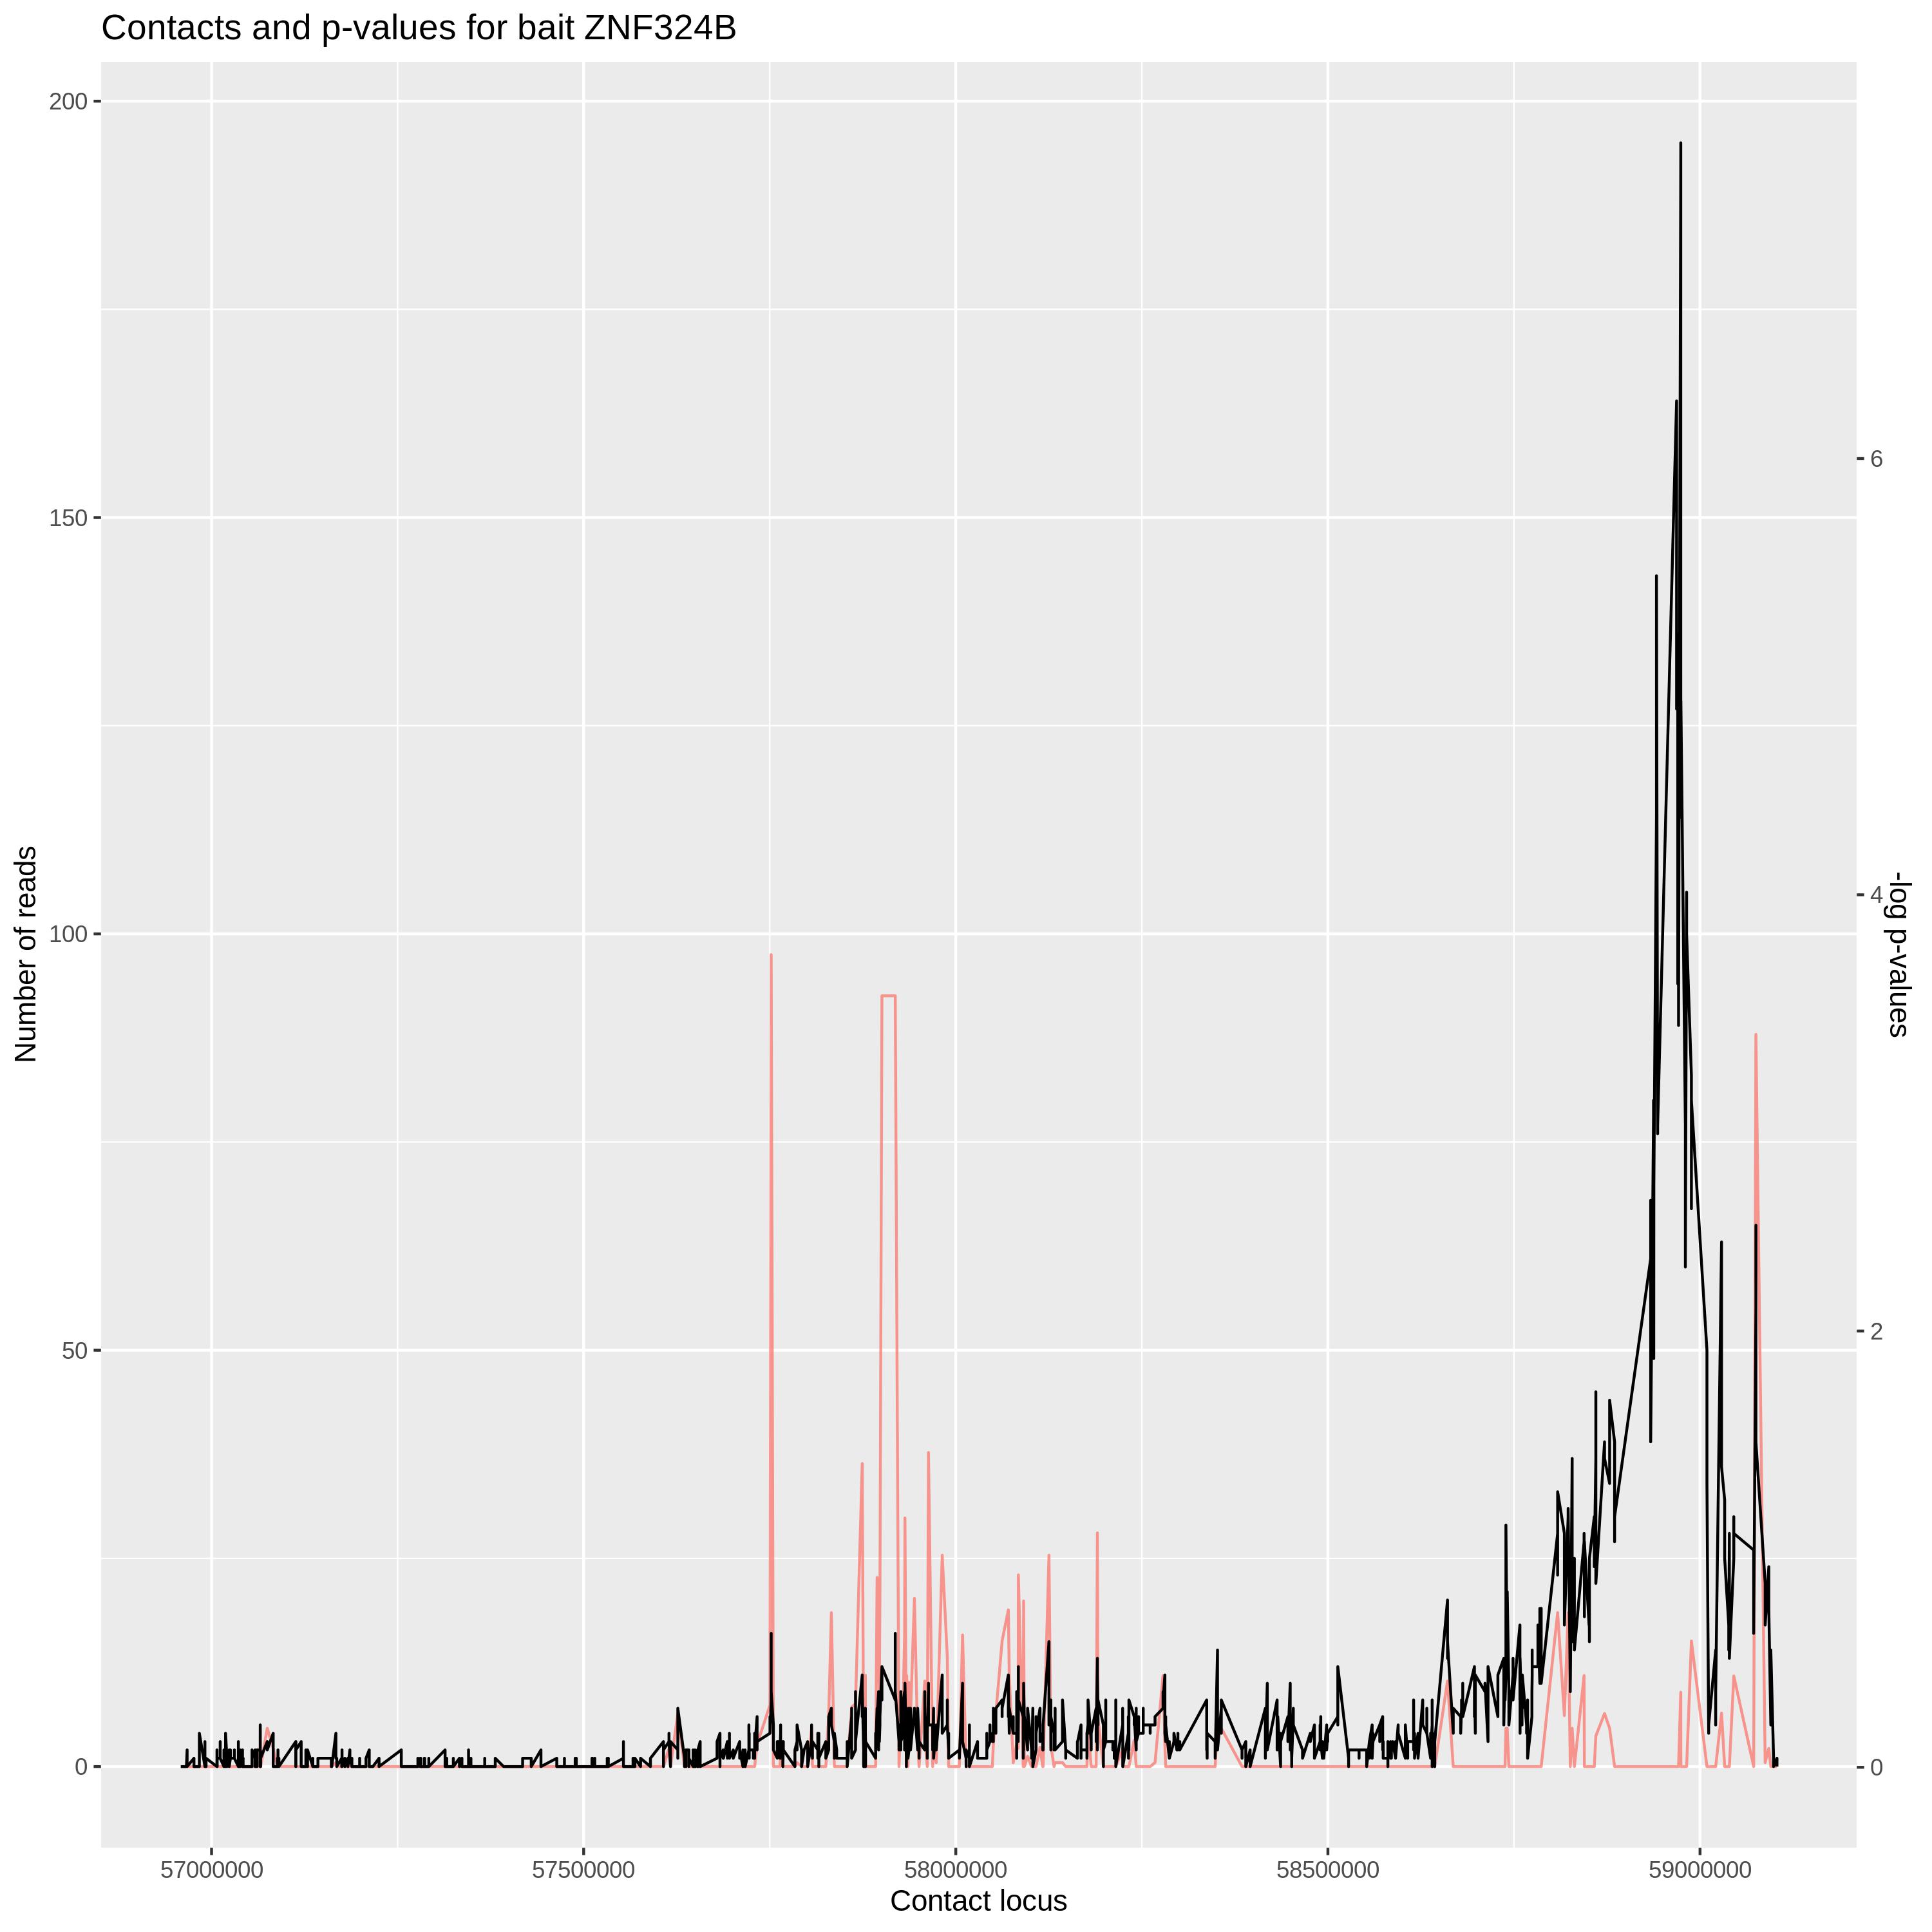 Contacts and p-values for bait ZNF324B
200
150
100
50
0
Number of reads
6
4
2
0
-log p-values
57000000 57500000 58000000 58500000 59000000
Contact locus